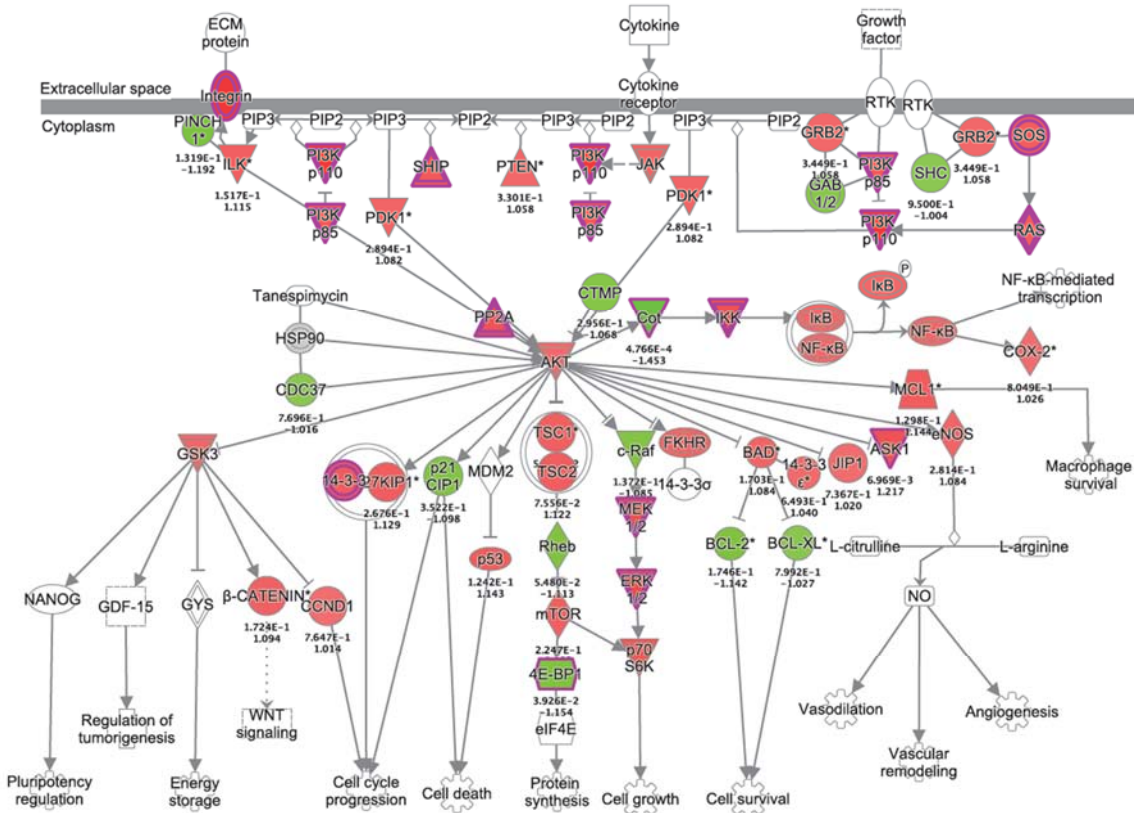 ECM
protein
Cytokine
Growth
factor
Extracellular space
Integrin
Cytokine
receptor
RTK
RTK
Cytoplasm
PINCH
1*
PIP3
PIP2
PIP3
PIP2
PIP3
PIP2
PIP3
PIP2
GRB2*
GRB2*
SOS
1.319E-1
-1.192
ILK*
PI3K
p110
SHIP
PTEN*
PI3K
p110
JAK
3.449E-1
1.058
PI3K
p85
SHC
3.449E-1
1.058
1.517E-1
1.115
3.301E-1
1.058
GAB
1/2
9.500E-1
-1.004
PI3K
p85
PDK1*
PI3K
p85
PDK1*
PI3K
p110
RAS
2.894E-1
1.082
2.894E-1
1.082
P
Tanespimycin
CTMP
IκB
NF-κB-mediated
transcription
PP2A
2.956E-1
-1.068
Cot
IKK
IκB
NF-κB
NF-κB
HSP90
4.766E-4
-1.453
COX-2*
AKT
8.049E-1
1.026
CDC37
MCL1*
7.696E-1
-1.016
1.298E-1
1.144
GSK3
TSC1*
TSC2
c-Raf
FKHR
BAD*
14-3-3
ε*
JIP1
ASK1
eNOS
14-3-3
27KIP1*
p21
CIP1
MDM2
14-3-3σ
2.676E-1
1.129
3.522E-1
-1.098
7.556E-2
1.122
1.372E-1
-1.085
1.703E-1
1.084
6.493E-1
1.040
7.367E-1
1.020
6.969E-3
1.217
2.814E-1
1.084
Macrophage
survival
MEK
1/2
p53
Rheb
BCL-2*
BCL-XL*
L-citrulline
L-arginine
1.242E-1
1.143
5.480E-2
-1.113
ERK
1/2
1.746E-1
-1.142
7.992E-1
-1.027
NANOG
GDF-15
GYS
β-CATENIN*
CCND1
mTOR
NO
1.724E-1
1.094
7.647E-1
1.014
2.247E-1
p70
S6K
4E-BP1
3.926E-2
-1.154
eIF4E
Regulation of
tumorigenesis
WNT
signaling
Vasodilation
Angiogenesis
Vascular
remodeling
Pluripotency
regulation
Energy
storage
Cell cycle
progression
Cell death
Protein
synthesis
Cell growth
Cell survival